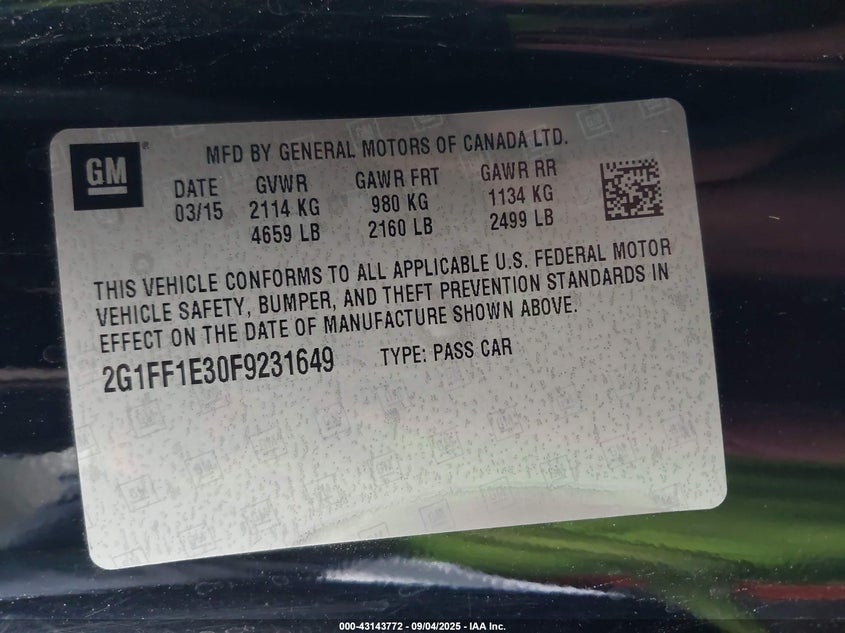 GM
MFD BY GENERAL MOTORS OF CANADA LTD.
DATE GVWR GAWR FRT GAWR RR
03/15 2114 KG 980 KG 1134 KG
4659 LB 2160 LB 2499 LB
THIS VEHICLE CONFORMS TO ALL APPLICABLE U.S. FEDERAL MOTOR
VEHICLE SAFETY, BUMPER, AND THEFT PREVENTION STANDARDS IN
EFFECT ON THE DATE OF MANUFACTURE SHOWN ABOVE.
2G1FF1E30F9231649 TYPE: PASS CAR
000-43143772 - 09/04/2025 - IAA Inc.